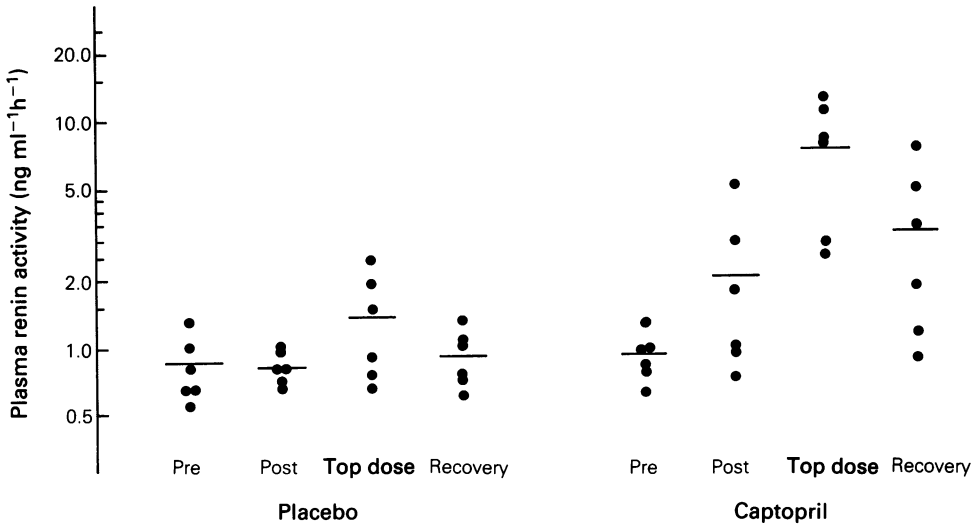 Plasma renin activity (ng ml⁻¹h⁻¹)
20.0
10.0
5.0
2.0
1.0
0.5
Pre Post Top dose Recovery
Placebo
Pre Post Top dose Recovery
Captopril